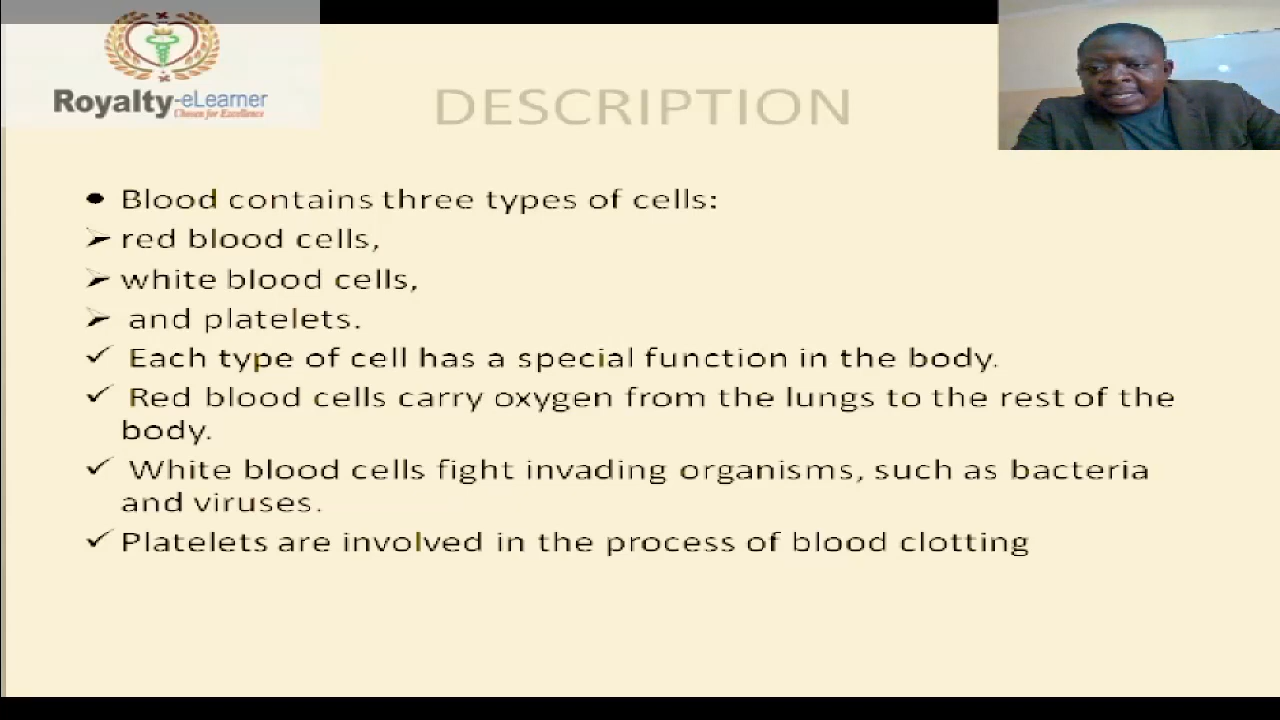 Royalty-eLearner
Chosen for Excellence
DESCRIPTION
Blood contains three types of cells:
red blood cells,
white blood cells,
and platelets.
Each type of cell has a special function in the body.
Red blood cells carry oxygen from the lungs to the rest of the
body.
White blood cells fight invading organisms, such as bacteria
and viruses.
Platelets are involved in the process of blood clotting